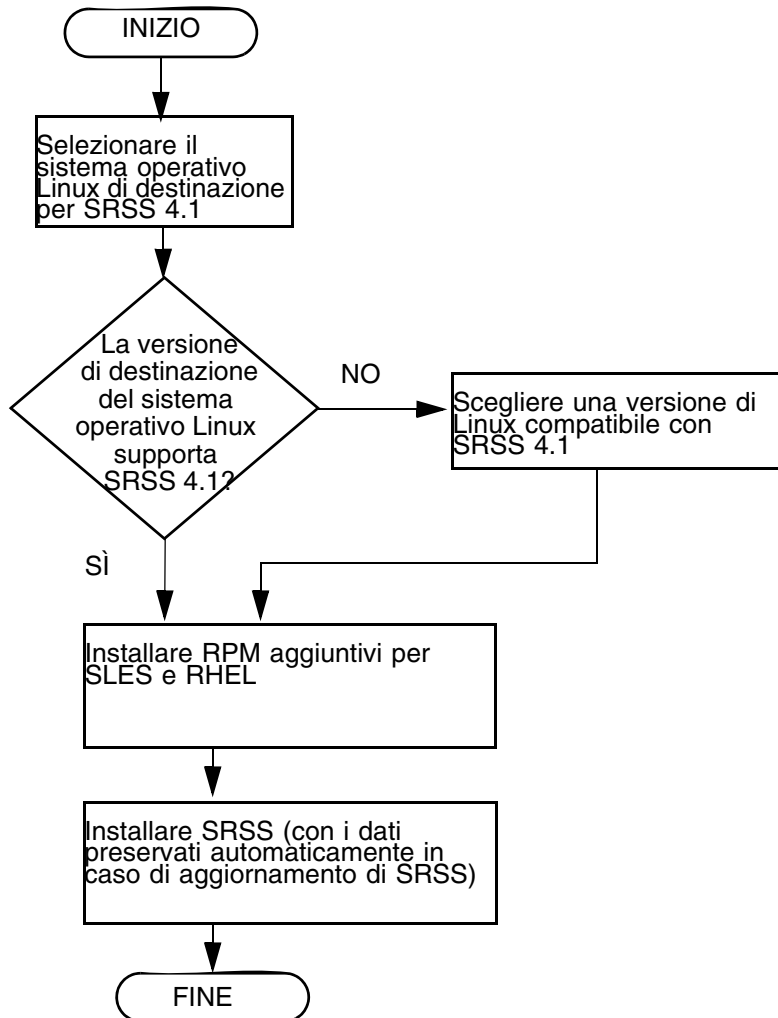 INIZIO
Selezionare il
sistema operativo
Linux di destinazione
per SRSS 4.1
La versione
di destinazione
del sistema
operativo Linux
supporta
SRSS 4.1?
NO
Scegliere una versione di
Linux compatibile con
SRSS 4.1
SÌ
Installare RPM aggiuntivi per
SLES e RHEL
Installare SRSS (con i dati
preservati automaticamente in
caso di aggiornamento di SRSS)
FINE